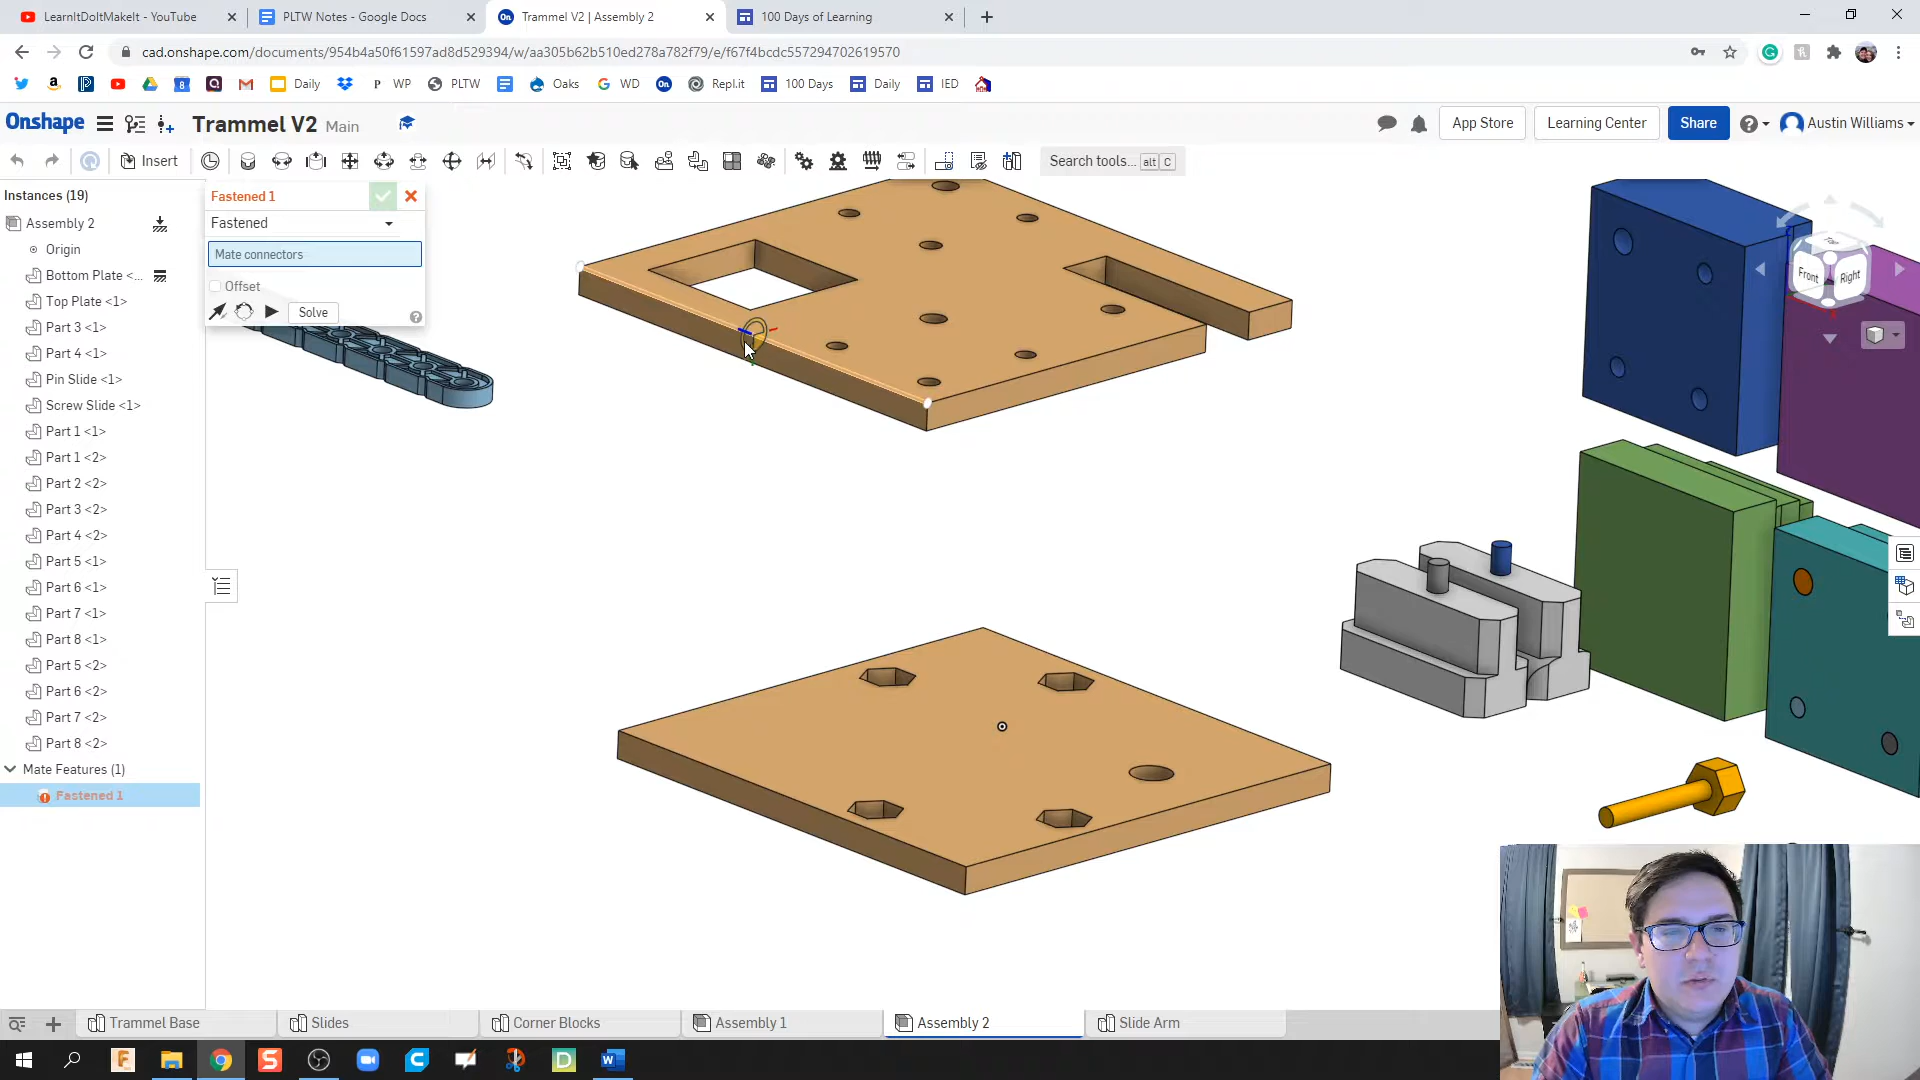 LearnItDoItMakeIt - YouTube
PLTW Notes - Google Docs
Trammel V2 | Assembly 2
100 Days of Learning
cad.onshape.com/documents/954b4a50f61597ad8d529394/w/aa305b62b510ed278a782f79/e/f67f4bcdc557294702619570
Daily
WP
PLTW
Oaks
WD
Repl.it
100 Days
Daily
IED
Onshape
Trammel V2 Main
App Store
Learning Center
Share
Austin Williams
Insert
Search tools... alt C
Instances (19)
Assembly 2
Origin
Bottom Plate <...
Top Plate <1>
Part 3 <1>
Part 4 <1>
Pin Slide <1>
Screw Slide <1>
Part 1 <1>
Part 1 <2>
Part 2 <2>
Part 3 <2>
Part 4 <2>
Part 5 <1>
Part 6 <1>
Part 7 <1>
Part 8 <1>
Part 5 <2>
Part 6 <2>
Part 7 <2>
Part 8 <2>
Mate Features (1)
Fastened 1
Fastened 1
Fastened
Mate connectors
Offset
Solve
Top
Front
Right
Trammel Base
Slides
Corner Blocks
Assembly 1
Assembly 2
Slide Arm